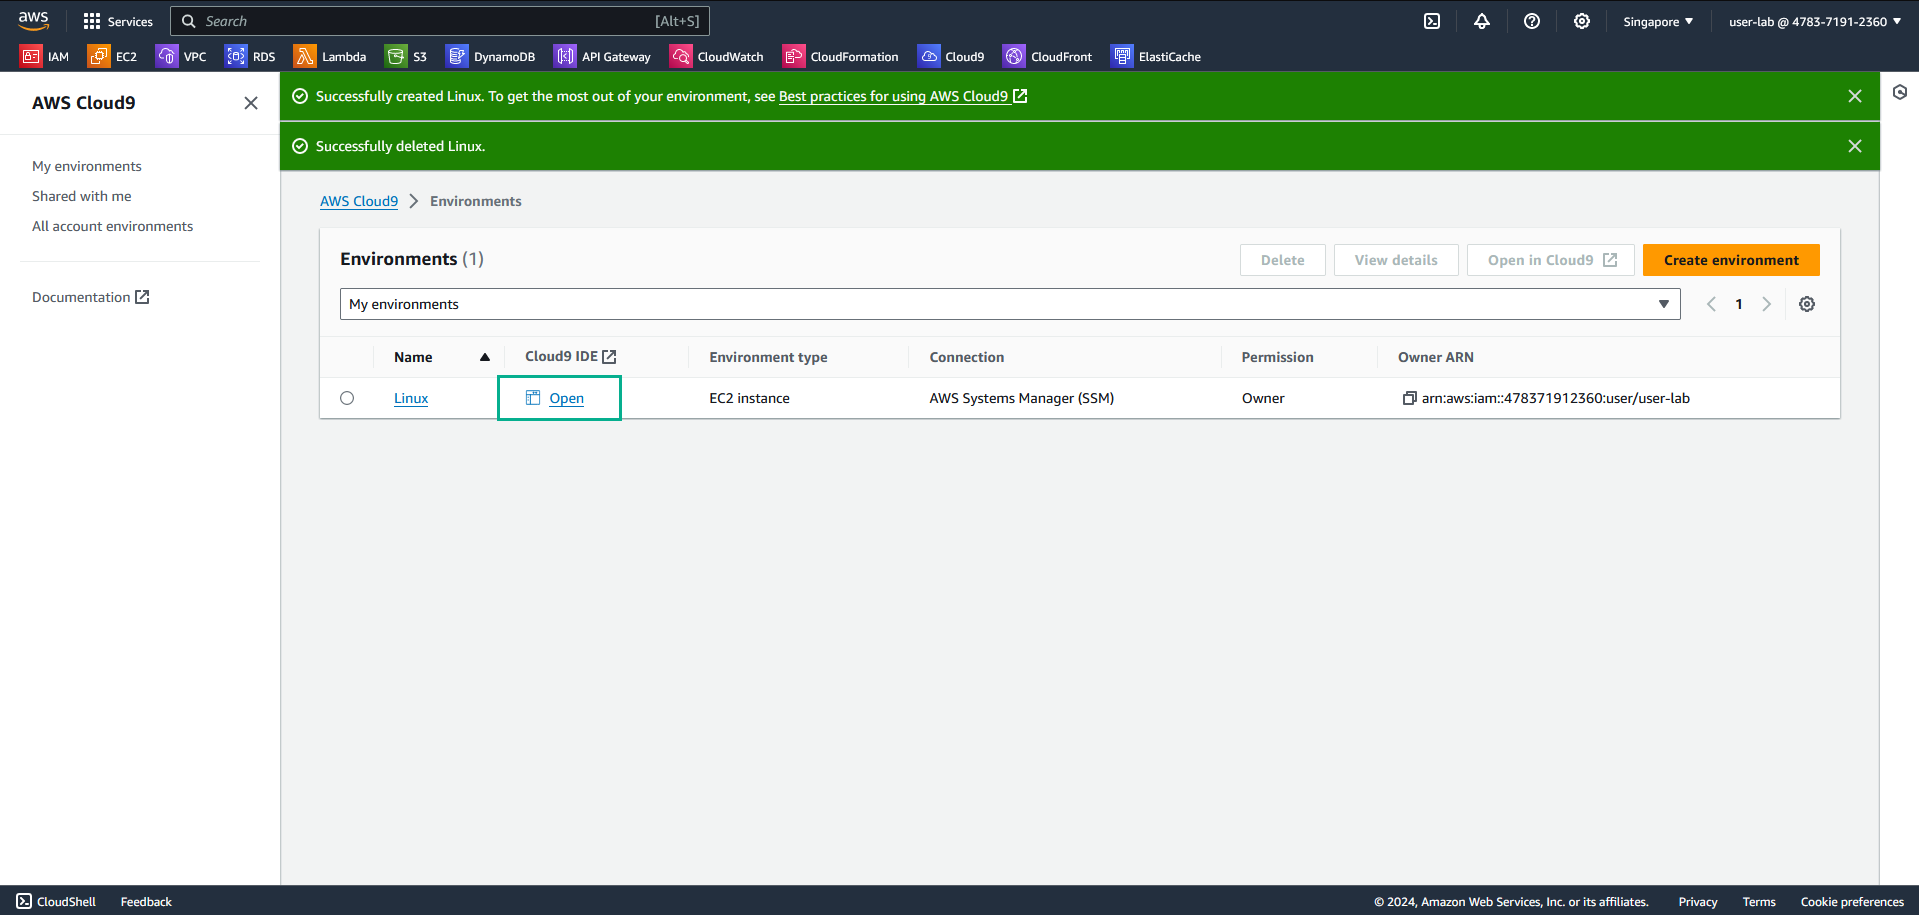 aws Services Search [Alt+S] Singapore user-lab @ 4783-7191-2360
IAM EC2 VPC RDS Lambda S3 DynamoDB API Gateway CloudWatch CloudFormation Cloud9 CloudFront ElastiCache
AWS Cloud9
My environments
Shared with me
All account environments
Documentation
Successfully created Linux. To get the most out of your environment, see Best practices for using AWS Cloud9
Successfully deleted Linux.
AWS Cloud9 Environments
Environments (1) Delete View details Open in Cloud9 Create environment
My environments 1
Name Cloud9 IDE Environment type Connection Permission Owner ARN
Linux Open EC2 instance AWS Systems Manager (SSM) Owner arn:aws:iam::478371912360:user/user-lab
CloudShell Feedback © 2024, Amazon Web Services, Inc. or its affiliates. Privacy Terms Cookie preferences